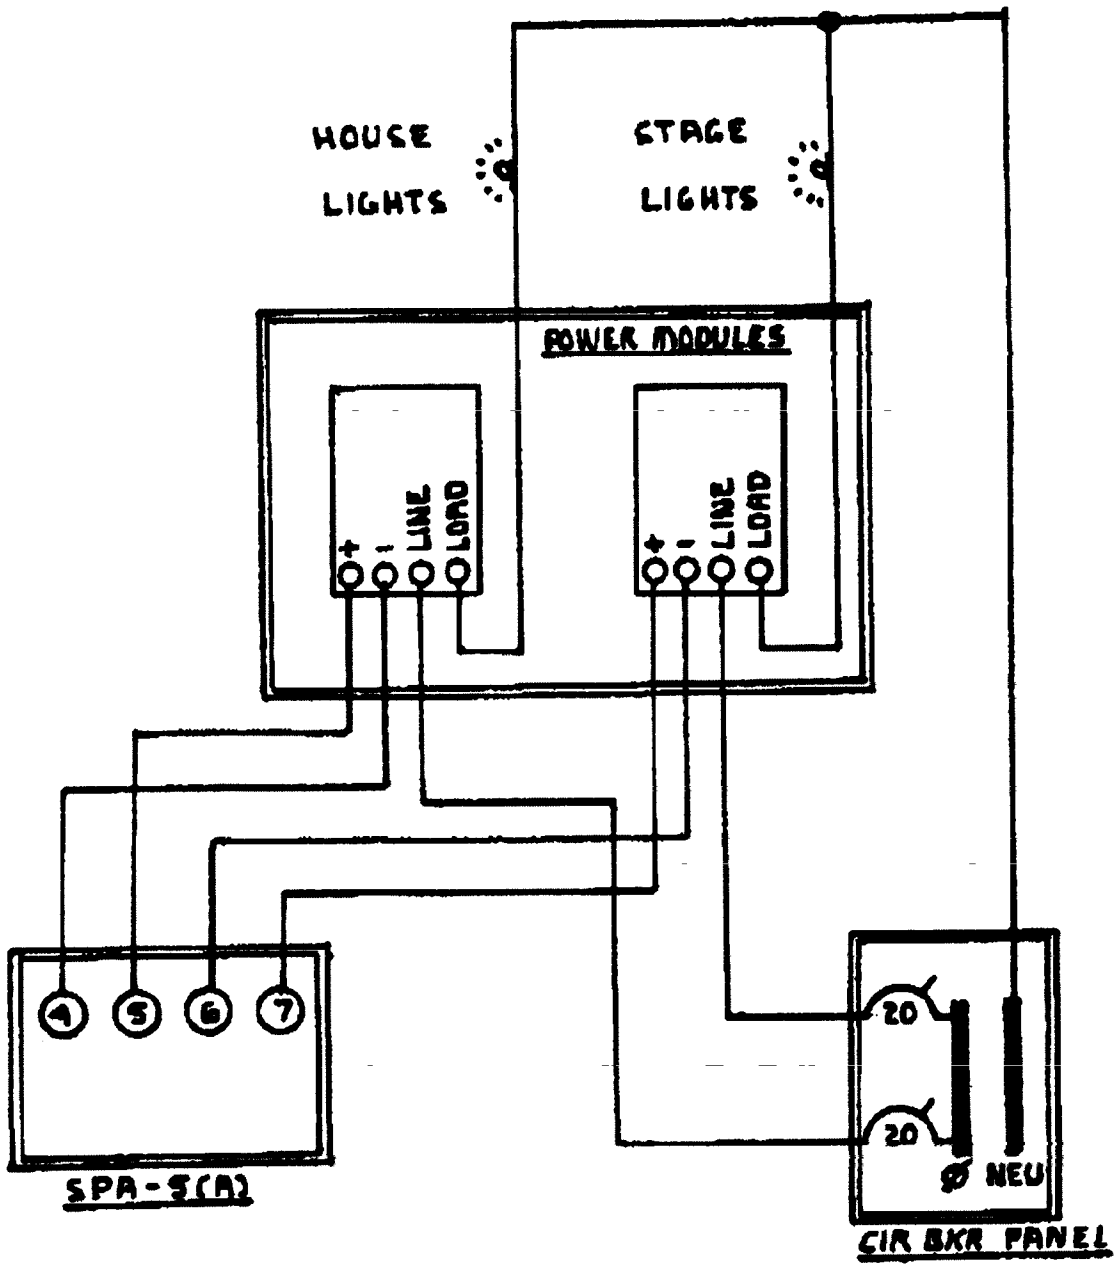 HOUSE
LIGHTS
STAGE
LIGHTS
POWER MODULES
+ - LINE LOAD
+ - LINE LOAD
4 5 6 7
SPA-5(A)
20
20
Ø NEU
CIR BKR PANEL